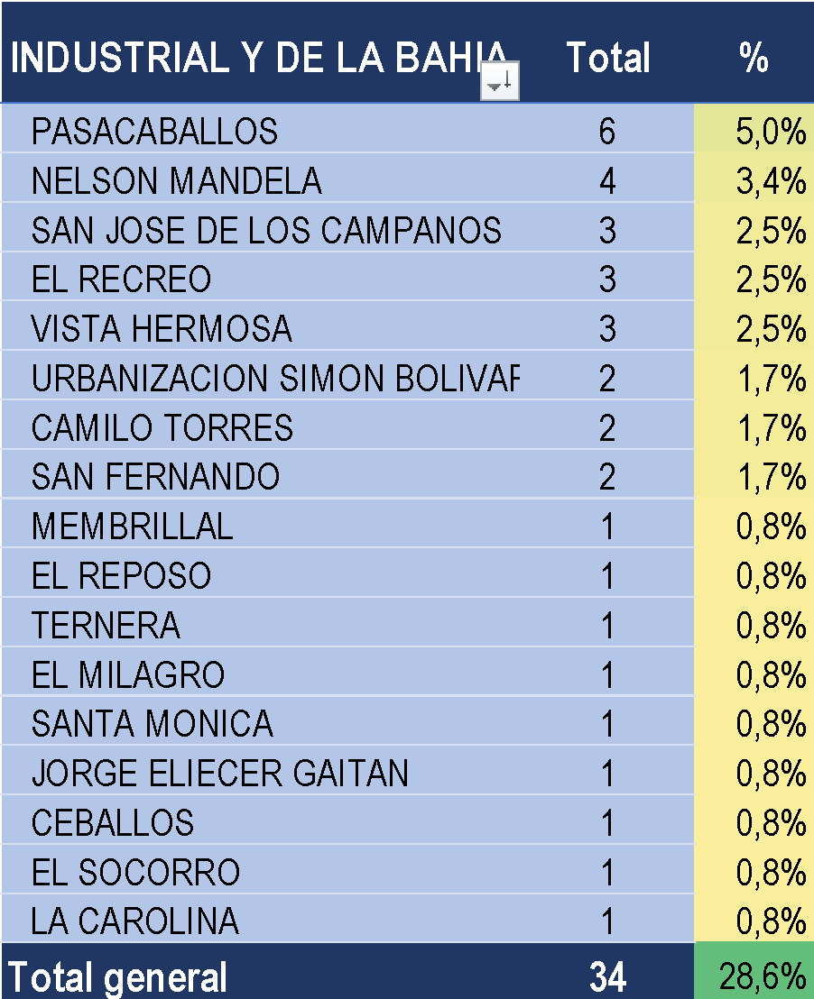 INDUSTRIAL Y DE LA BAHIA Total %
PASACABALLOS 6 5,0%
NELSON MANDELA 4 3,4%
SAN JOSE DE LOS CAMPANOS 3 2,5%
EL RECREO 3 2,5%
VISTA HERMOSA 3 2,5%
URBANIZACION SIMON BOLIVAR 2 1,7%
CAMILO TORRES 2 1,7%
SAN FERNANDO 2 1,7%
MEMBRILLAL 1 0,8%
EL REPOSO 1 0,8%
TERNERA 1 0,8%
EL MILAGRO 1 0,8%
SANTA MONICA 1 0,8%
JORGE ELIECER GAITAN 1 0,8%
CEBALLOS 1 0,8%
EL SOCORRO 1 0,8%
LA CAROLINA 1 0,8%
Total general 34 28,6%